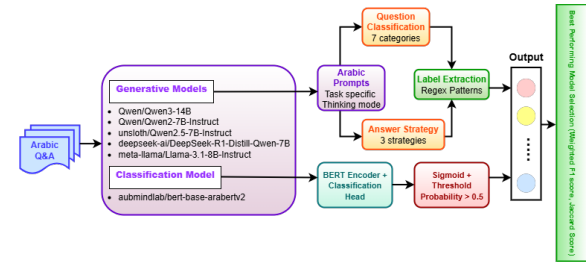 Arabic
Q&A
Generative Models
Qwen/Qwen3-14B
Qwen/Qwen2-7B-Instruct
unsloth/Qwen2.5-7B-Instruct
deepseek-ai/DeepSeek-R1-Distill-Qwen-7B
meta-llama/Llama-3.1-8B-Instruct
Classification Model
aubmindlab/bert-base-arabertv2
Question
Classification
7 categories
Arabic
Prompts
Task specific
Thinking mode
Answer Strategy
3 strategies
Label Extraction
Regex Patterns
BERT Encoder +
Classification
Head
Sigmoid +
Threshold
Probability > 0.5
Output
Best Performing Model Selection (Weighted F1 score, Jaccard Score)